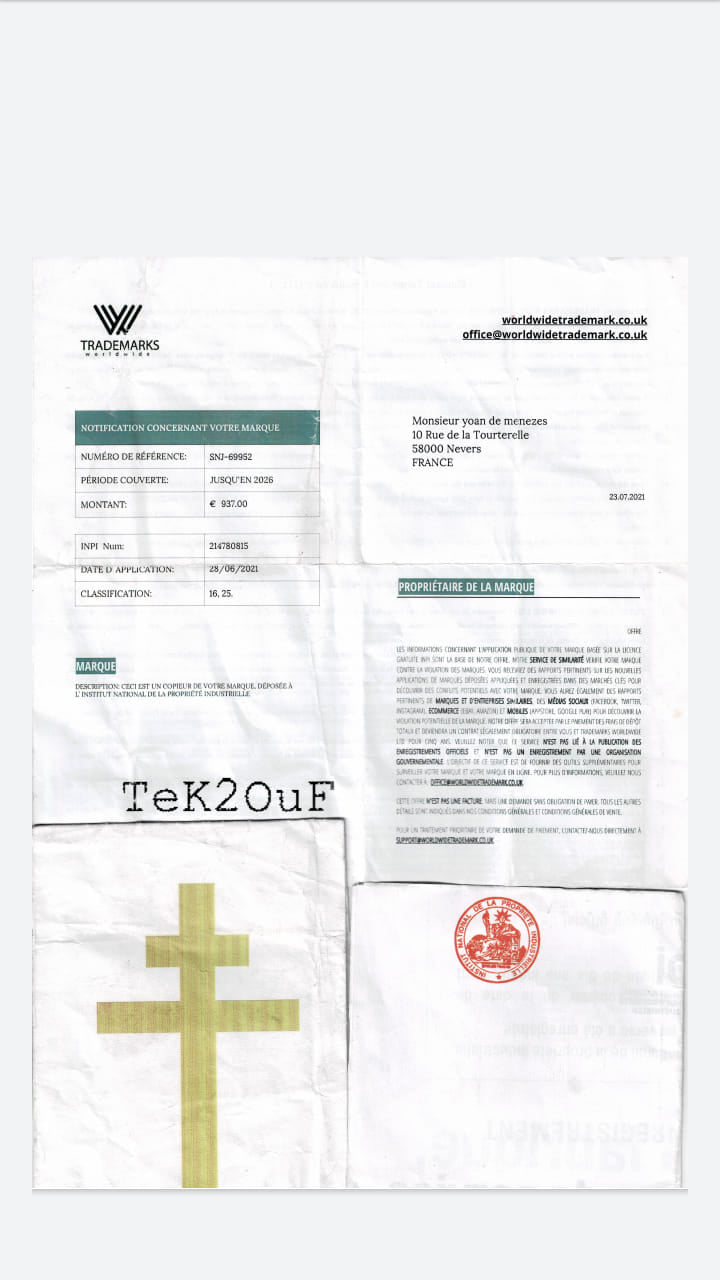 TRADEMARKS
worldwide
worldwidetrademark.co.uk
office@worldwidetrademark.co.uk
NOTIFICATION CONCERNANT VOTRE MARQUE
NUMÉRO DE RÉFÉRENCE: SNJ-69952
PÉRIODE COUVERTE: JUSQU'EN 2026
MONTANT: € 937.00
Monsieur yoan de menezes
10 Rue de la Tourterelle
58000 Nevers
FRANCE
23.07.2021
INPI Num: 214780815
DATE D APPLICATION: 28/06/2021
CLASSIFICATION: 16, 25.
PROPRIÉTAIRE DE LA MARQUE
OFFRE
MARQUE
DESCRIPTION: CECI EST UN COPIEUR DE VOTRE MARQUE, DÉPOSÉE À
L' INSTITUT NATIONAL DE LA PROPRIÉTÉ INDUSTRIELLE
LES INFORMATIONS CONCERNANT L'APPLICATION PUBLIQUE DE VOTRE MARQUE BASÉE SUR LA LICENCE
GRATUITE INPI SONT LA BASE DE NOTRE OFFRE. NOTRE SERVICE DE SIMILARITÉ VERIFIE VOTRE MARQUE
CONTRE LA VIOLATION DES MARQUES. VOUS RECEVREZ DES RAPPORTS PERTINENTS SUR LES NOUVELLES
APPLICATIONS DE MARQUES DÉPOSÉES APPLIQUÉES ET ENREGISTRÉES DANS DES MARCHÉS CLÉS POUR
DÉCOUVRIR DES CONFLITS POTENTIELS AVEC VOTRE MARQUE. VOUS AUREZ ÉGALEMENT DES RAPPORTS
PERTINENTS DE MARQUES ET D'ENTREPRISES SIMILAIRES, DES MÉDIAS SOCIAUX (FACEBOOK, TWITTER,
INSTAGRAM), ECOMMERCE (EBAY, AMAZON) ET MOBILES (APPSTORE, GOOGLE PLAY) POUR DÉCOUVRIR LA
VIOLATION POTENTIELLE DE LA MARQUE. NOTRE OFFRE SERA ACCEPTÉE PAR LE PAIEMENT DES FRAIS DE DÉPÔT
TOTAUX ET DEVIENDRA UN CONTRAT LÉGALEMENT OBLIGATOIRE ENTRE VOUS ET TRADEMARKS WORLDWIDE
LTD POUR CINQ ANS. VEUILLEZ NOTER QUE CE SERVICE N'EST PAS LIÉ À LA PUBLICATION DES
ENREGISTREMENTS OFFICIELS ET N'EST PAS UN ENREGISTREMENT PAR UNE ORGANISATION
GOUVERNEMENTALE. L'OBJECTIF DE CE SERVICE EST DE FOURNIR DES OUTILS SUPPLÉMENTAIRES POUR
SURVEILLER VOTRE MARQUE ET VOTRE MARQUE EN LIGNE. POUR PLUS D'INFORMATIONS, VEUILLEZ NOUS
CONTACTER À: OFFICE@WORLDWIDETRADEMARK.CO.UK.
CETTE OFFRE N'EST PAS UNE FACTURE, MAIS UNE DEMANDE SANS OBLIGATION DE PAYER. TOUS LES AUTRES
DÉTAILS SONT INDIQUÉS DANS NOS CONDITIONS GÉNÉRALES ET CONDITIONS GÉNÉRALES DE VENTE.
POUR UN TRAITEMENT PRIORITAIRE DE VOTRE DEMANDE DE PAIEMENT, CONTACTEZ-NOUS DIRECTEMENT À
SUPPORT@WORLDWIDETRADEMARK.CO.UK
TeK2OuF
INSTITUT NATIONAL DE LA PROPRIETE INDUSTRIELLE